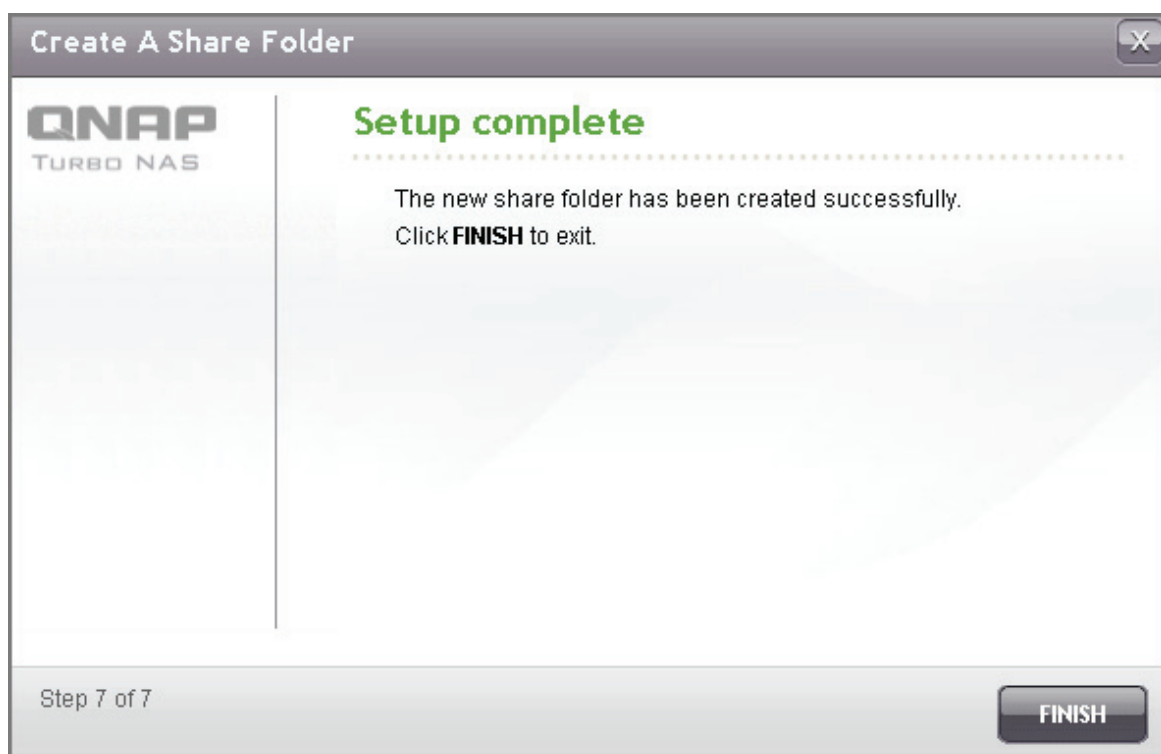 Create A Share Folder
X
QNAP
TURBO NAS
Setup complete
The new share folder has been created successfully.
Click FINISH to exit.
Step 7 of 7
FINISH